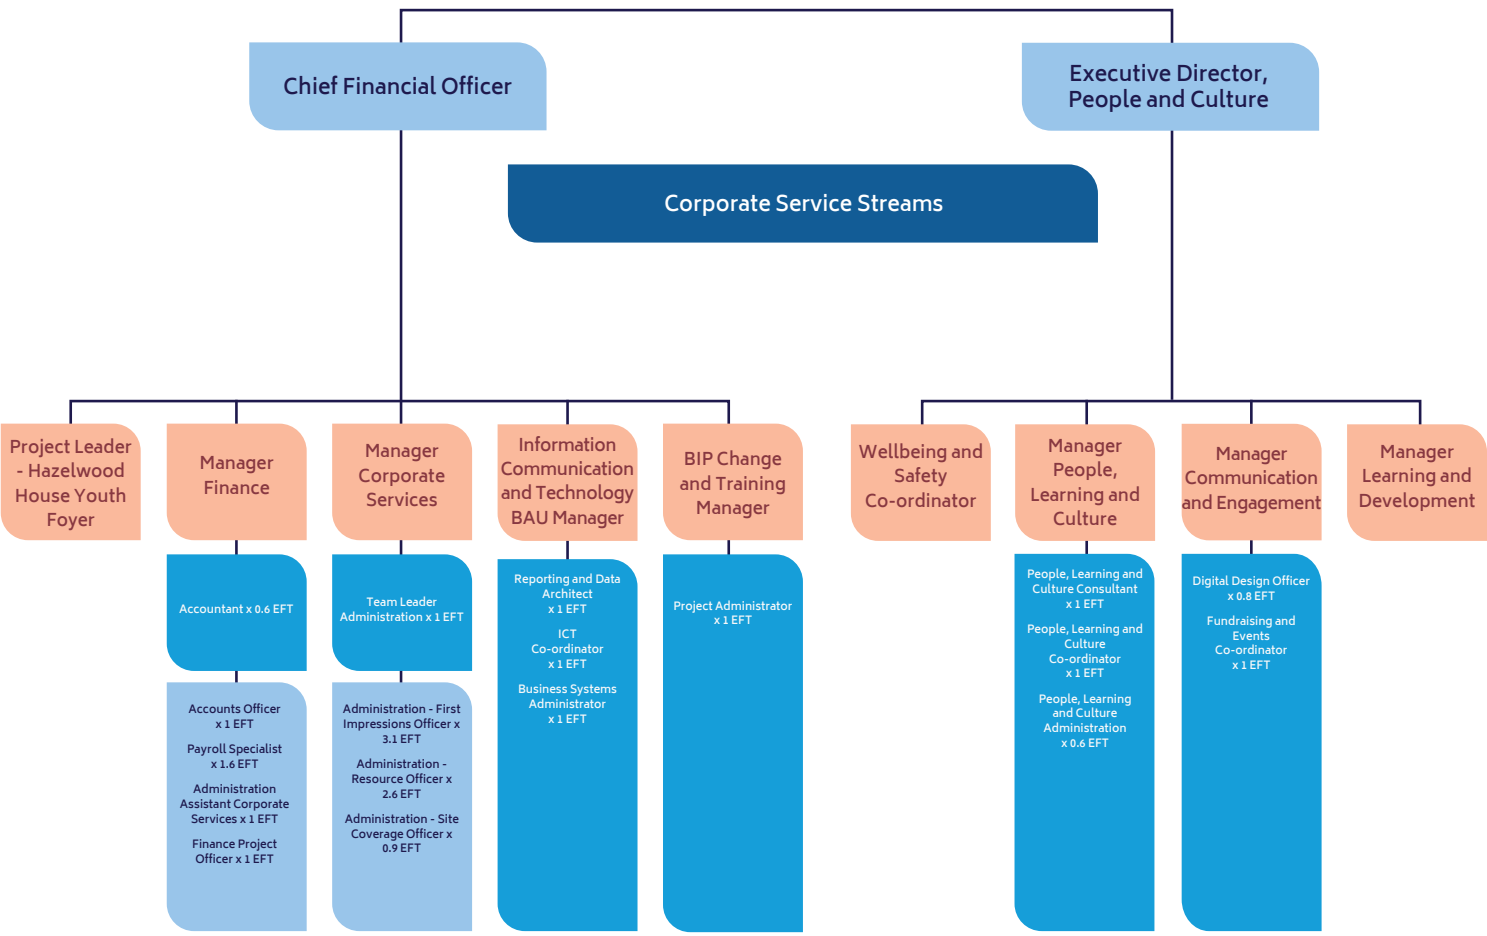 Chief Financial Officer
Executive Director,
People and Culture
Corporate Service Streams
Project Leader
- Hazelwood
House Youth
Foyer
Manager
Finance
Manager
Corporate
Services
Information
Communication
and Technology
BAU Manager
BIP Change
and Training
Manager
Wellbeing and
Safety
Co-ordinator
Manager
People,
Learning and
Culture
Manager
Communication
and Engagement
Manager
Learning and
Development
Accountant x 0.6 EFT
Team Leader
Administration x 1 EFT
Reporting and Data
Architect
x 1 EFT
ICT
Co-ordinator
x 1 EFT
Business Systems
Administrator
x 1 EFT
Project Administrator
x 1 EFT
People, Learning and
Culture Consultant
x 1 EFT
People, Learning and
Culture
Co-ordinator
x 1 EFT
People, Learning
and Culture
Administration
x 0.6 EFT
Digital Design Officer
x 0.8 EFT
Fundraising and
Events
Co-ordinator
x 1 EFT
Accounts Officer
x 1 EFT
Payroll Specialist
x 1.6 EFT
Administration
Assistant Corporate
Services x 1 EFT
Finance Project
Officer x 1 EFT
Administration - First
Impressions Officer x
3.1 EFT
Administration -
Resource Officer x
2.6 EFT
Administration - Site
Coverage Officer x
0.9 EFT